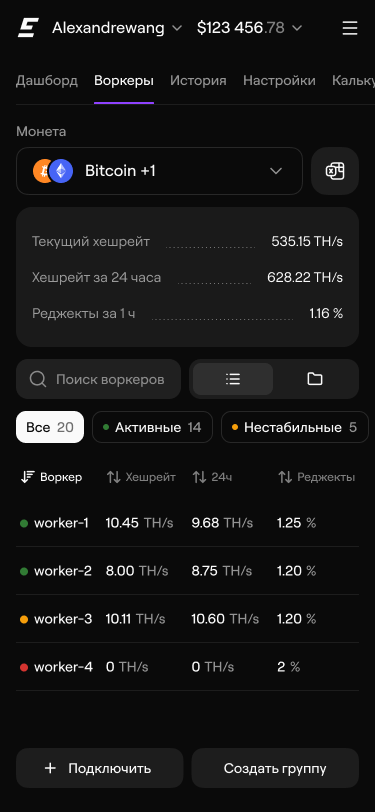 Alexandrewang $123 456.78
Дашборд Воркеры История Настройки Кальку
Монета
Bitcoin +1
Текущий хешрейт 535.15 TH/s
Хешрейт за 24 часа 628.22 TH/s
Реджекты за 1 ч 1.16 %
Поиск воркеров
Все 20 Активные 14 Нестабильные 5
Воркер Хешрейт 24ч Реджекты
worker-1 10.45 TH/s 9.68 TH/s 1.25 %
worker-2 8.00 TH/s 8.75 TH/s 1.20 %
worker-3 10.11 TH/s 10.60 TH/s 1.20 %
worker-4 0 TH/s 0 TH/s 2 %
+ Подключить Создать группу